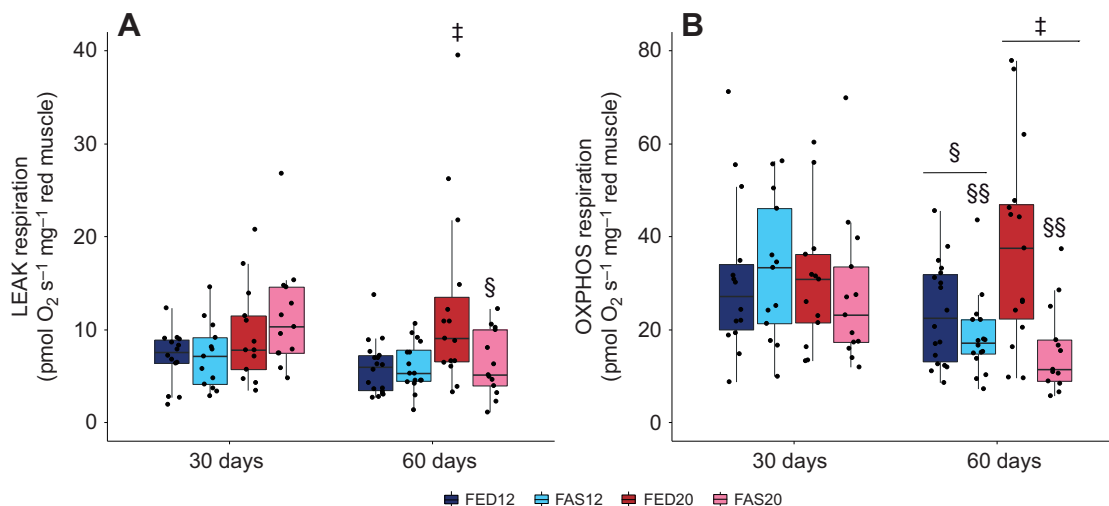 A
LEAK respiration
(pmol O₂ s⁻¹ mg⁻¹ red muscle)
40
30
20
10
0
‡
§
30 days
60 days
B
OXPHOS respiration
(pmol O₂ s⁻¹ mg⁻¹ red muscle)
80
60
40
20
0
‡
§
§§
§§
30 days
60 days
FED12 FAS12 FED20 FAS20